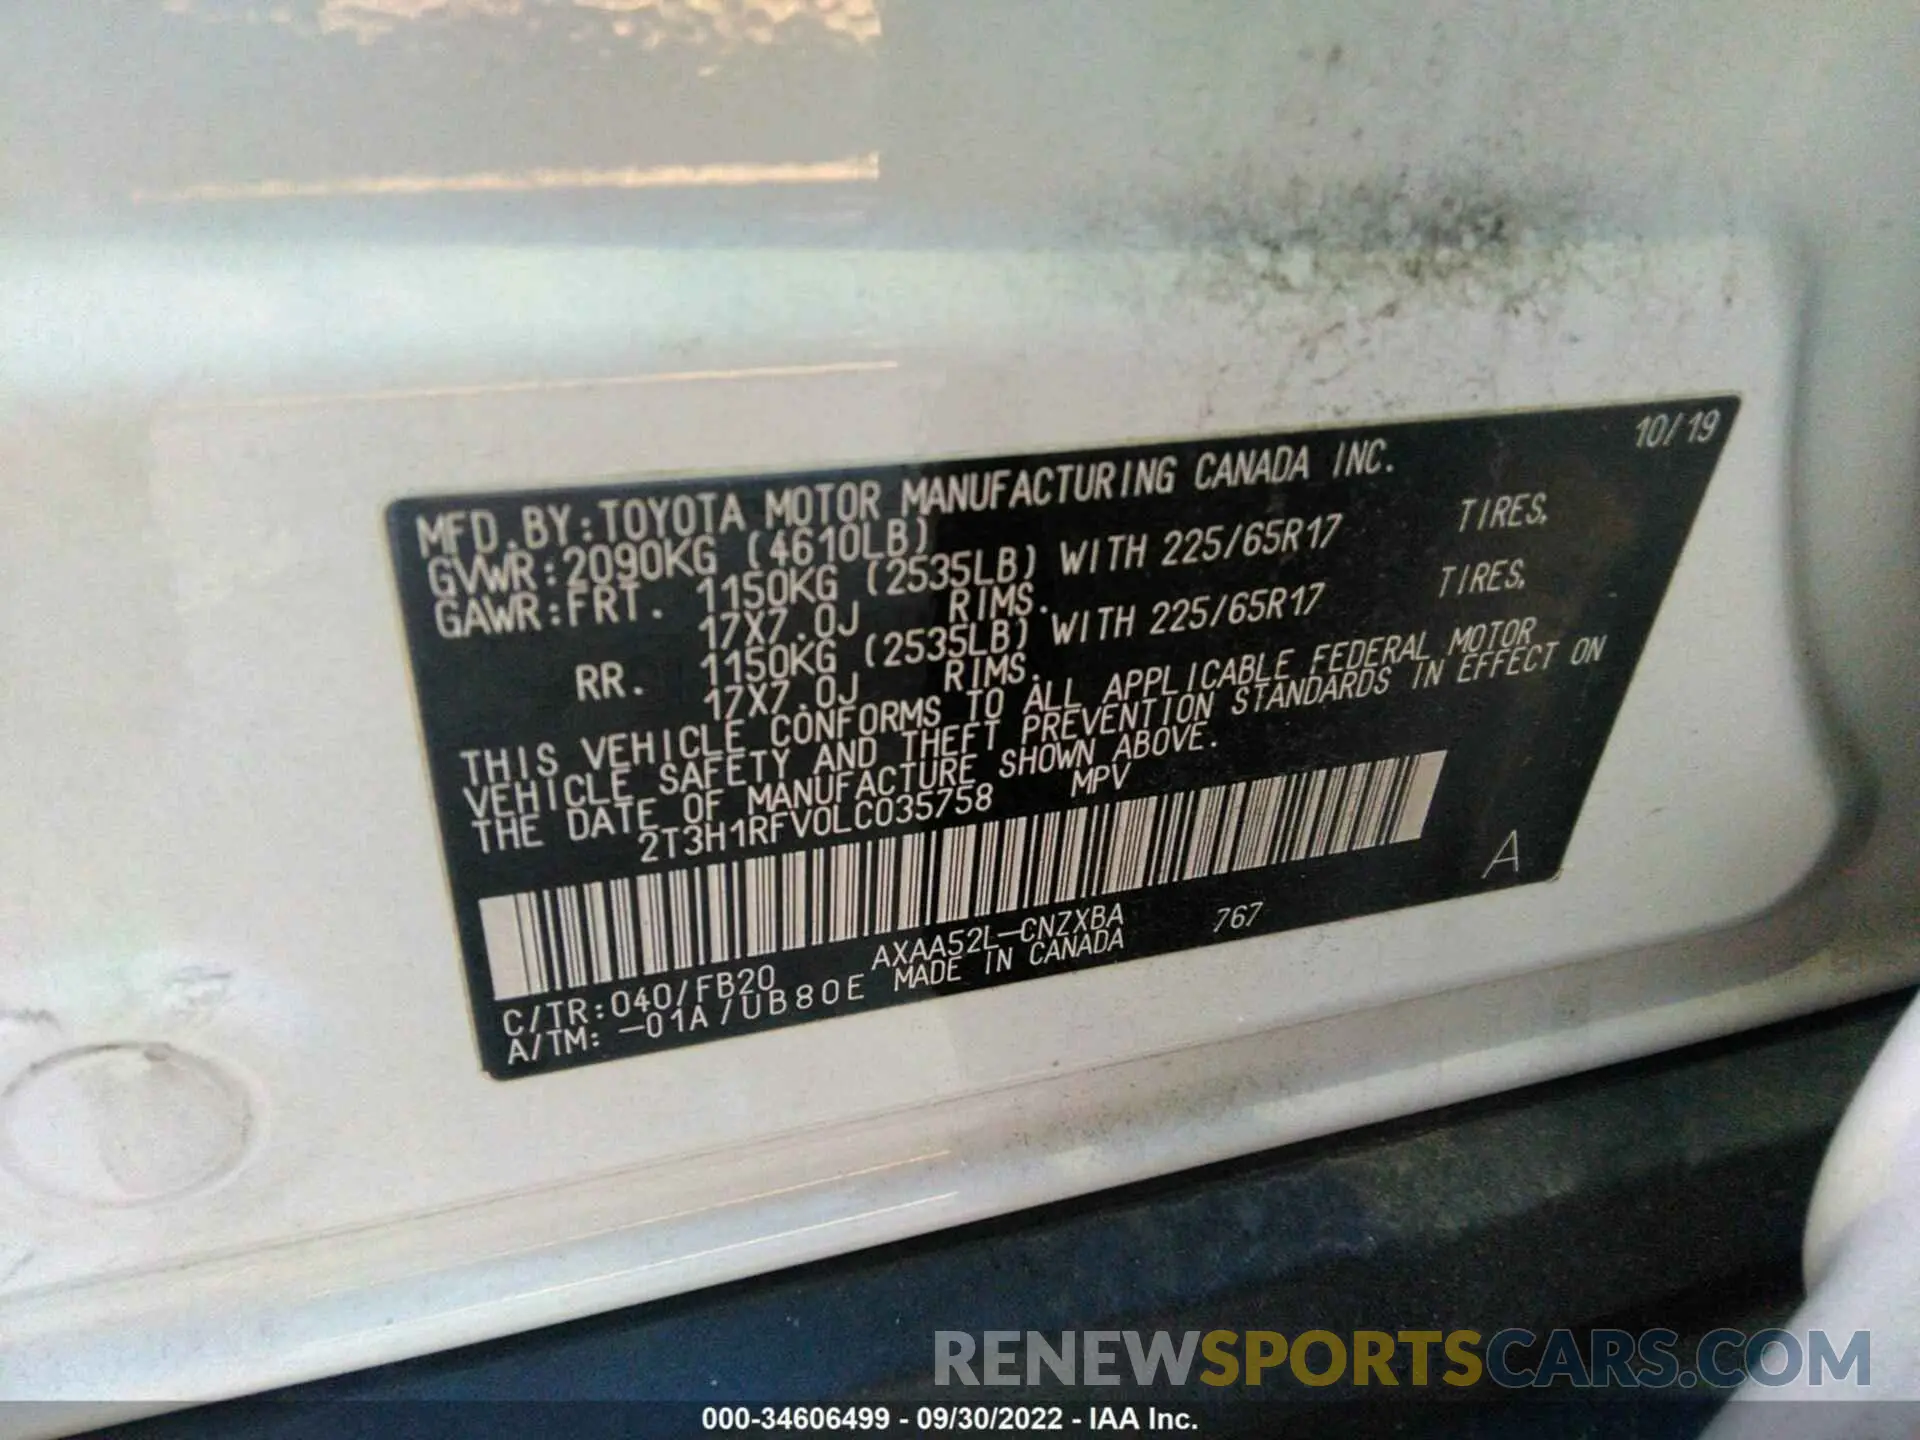 10/19
MFD.BY:TOYOTA MOTOR MANUFACTURING CANADA INC.
GVWR:2090KG (4610LB)
GAWR:FRT. 1150KG (2535LB) WITH 225/65R17 TIRES,
17X7.0J RIMS.
RR. 1150KG (2535LB) WITH 225/65R17 TIRES,
17X7.0J RIMS.
THIS VEHICLE CONFORMS TO ALL APPLICABLE FEDERAL MOTOR
VEHICLE SAFETY AND THEFT PREVENTION STANDARDS IN EFFECT ON
THE DATE OF MANUFACTURE SHOWN ABOVE.
2T3H1RFV0LC035758 MPV
A
C/TR:040/FB20 AXAA52L-CNZXBA 767
A/TM: -01A/UB80E MADE IN CANADA
RENEWSPORTSCARS.COM
000-34606499 - 09/30/2022 - IAA Inc.